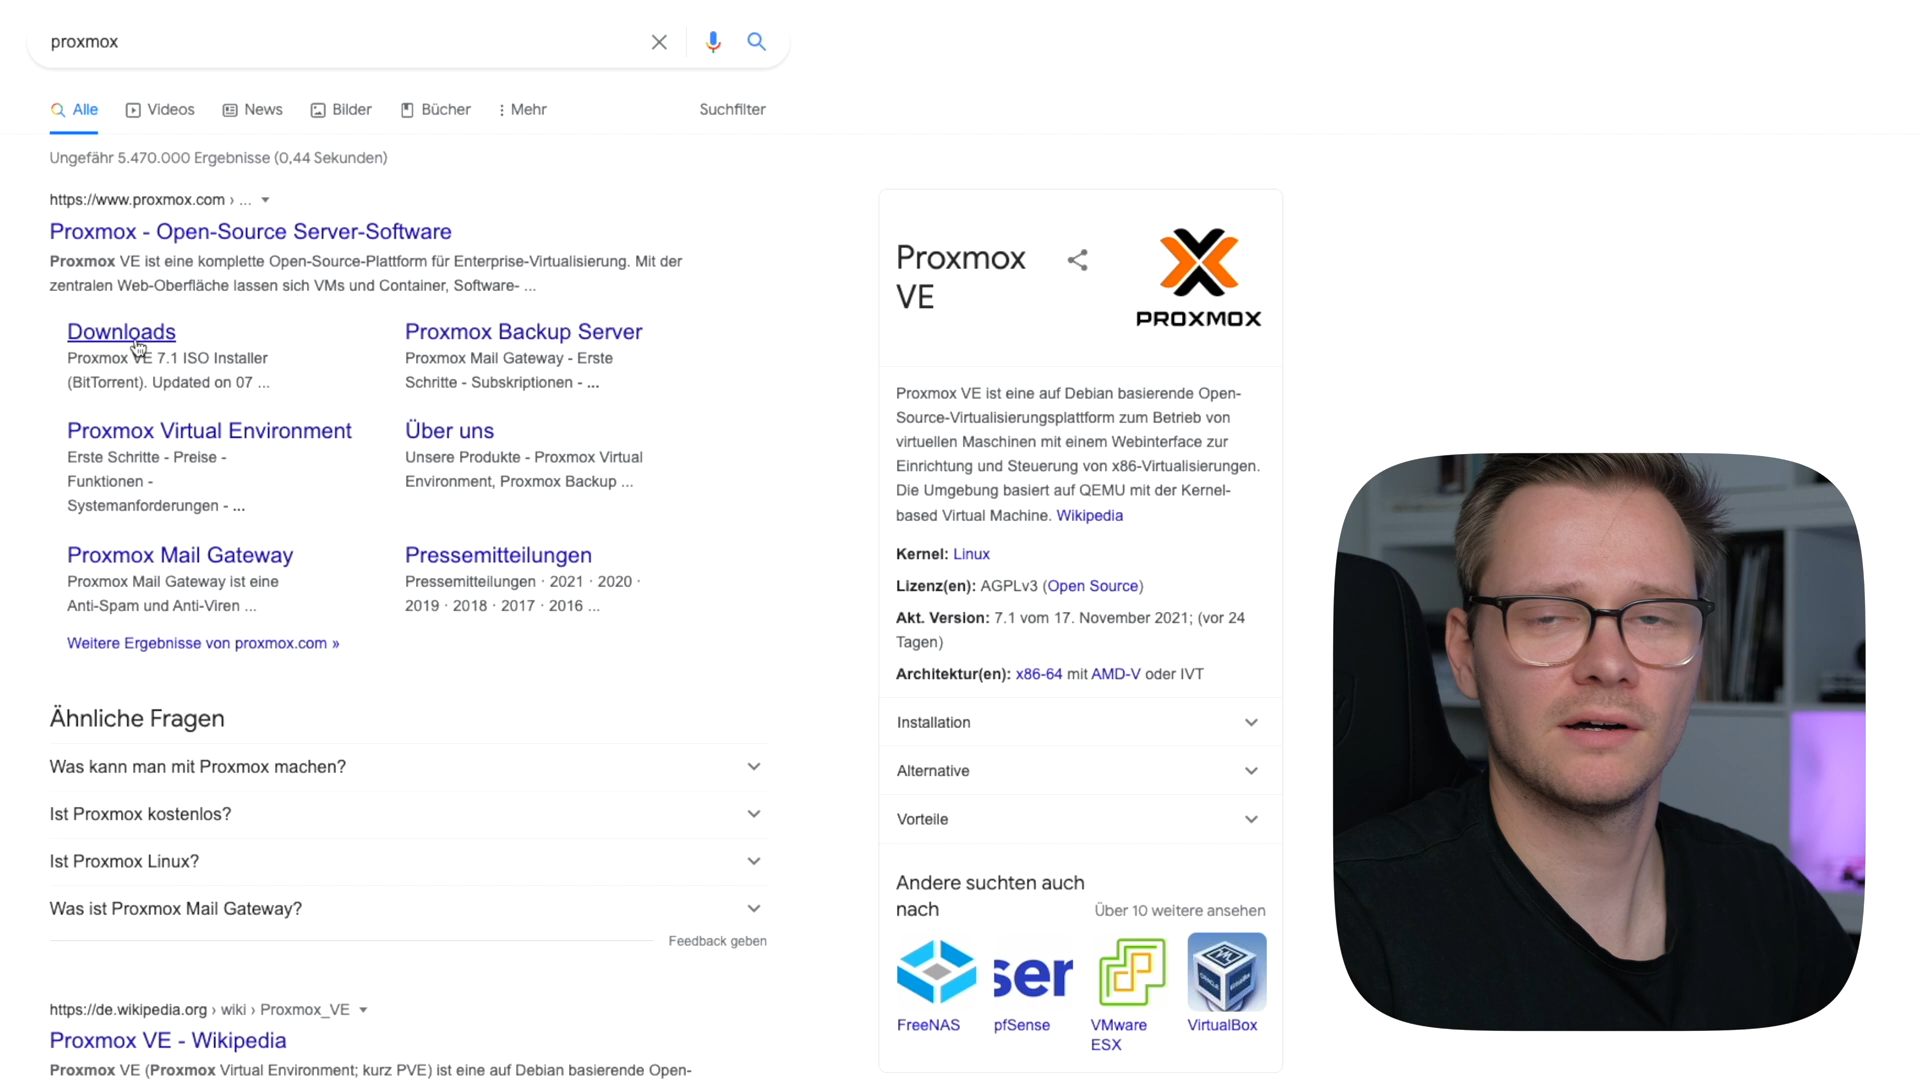 proxmox
Alle
Videos
News
Bilder
Bücher
Mehr
Suchfilter
Ungefähr 5.470.000 Ergebnisse (0,44 Sekunden)
https://www.proxmox.com › ...
Proxmox - Open-Source Server-Software
Proxmox VE ist eine komplette Open-Source-Plattform für Enterprise-Virtualisierung. Mit der
zentralen Web-Oberfläche lassen sich VMs und Container, Software- ...
Downloads
Proxmox VE 7.1 ISO Installer
(BitTorrent). Updated on 07 ...
Proxmox Backup Server
Proxmox Mail Gateway - Erste
Schritte - Subskriptionen - ...
Proxmox Virtual Environment
Erste Schritte - Preise -
Funktionen -
Systemanforderungen - ...
Über uns
Unsere Produkte - Proxmox Virtual
Environment, Proxmox Backup ...
Proxmox Mail Gateway
Proxmox Mail Gateway ist eine
Anti-Spam und Anti-Viren ...
Pressemitteilungen
Pressemitteilungen · 2021 · 2020 ·
2019 · 2018 · 2017 · 2016 ...
Weitere Ergebnisse von proxmox.com »
Ähnliche Fragen
Was kann man mit Proxmox machen?
Ist Proxmox kostenlos?
Ist Proxmox Linux?
Was ist Proxmox Mail Gateway?
Feedback geben
https://de.wikipedia.org › wiki › Proxmox_VE
Proxmox VE - Wikipedia
Proxmox VE (Proxmox Virtual Environment; kurz PVE) ist eine auf Debian basierende Open-
Proxmox
VE
PROXMOX
Proxmox VE ist eine auf Debian basierende Open-
Source-Virtualisierungsplattform zum Betrieb von
virtuellen Maschinen mit einem Webinterface zur
Einrichtung und Steuerung von x86-Virtualisierungen.
Die Umgebung basiert auf QEMU mit der Kernel-
based Virtual Machine. Wikipedia
Kernel: Linux
Lizenz(en): AGPLv3 (Open Source)
Akt. Version: 7.1 vom 17. November 2021; (vor 24
Tagen)
Architektur(en): x86-64 mit AMD-V oder IVT
Installation
Alternative
Vorteile
Andere suchten auch
nach
Über 10 weitere ansehen
ser
FreeNAS
pfSense
VMware
ESX
VirtualBox